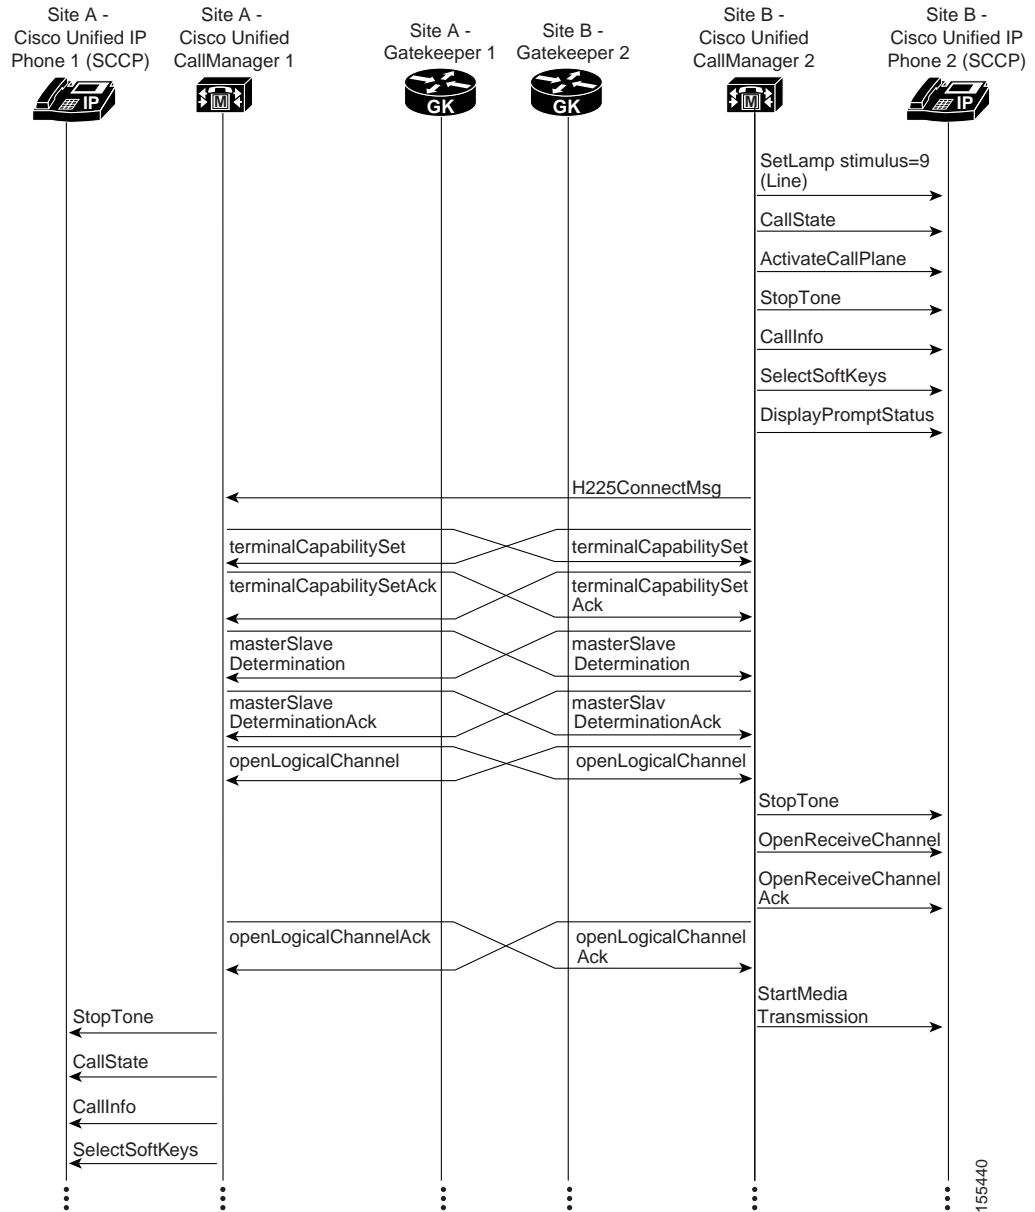 Site A -
Cisco Unified IP
Phone 1 (SCCP)
Site A -
Cisco Unified
CallManager 1
Site A -
Gatekeeper 1
Site B -
Gatekeeper 2
Site B -
Cisco Unified
CallManager 2
Site B -
Cisco Unified IP
Phone 2 (SCCP)
IP
M
GK
GK
M
IP
SetLamp stimulus=9
(Line)
CallState
ActivateCallPlane
StopTone
CallInfo
SelectSoftKeys
DisplayPromptStatus
H225ConnectMsg
terminalCapabilitySet
terminalCapabilitySet
terminalCapabilitySetAck
terminalCapabilitySet
Ack
masterSlave
Determination
masterSlave
Determination
masterSlave
DeterminationAck
masterSlav
DeterminationAck
openLogicalChannel
openLogicalChannel
StopTone
OpenReceiveChannel
OpenReceiveChannel
Ack
openLogicalChannelAck
openLogicalChannel
Ack
StartMedia
Transmission
StopTone
CallState
CallInfo
SelectSoftKeys
155440